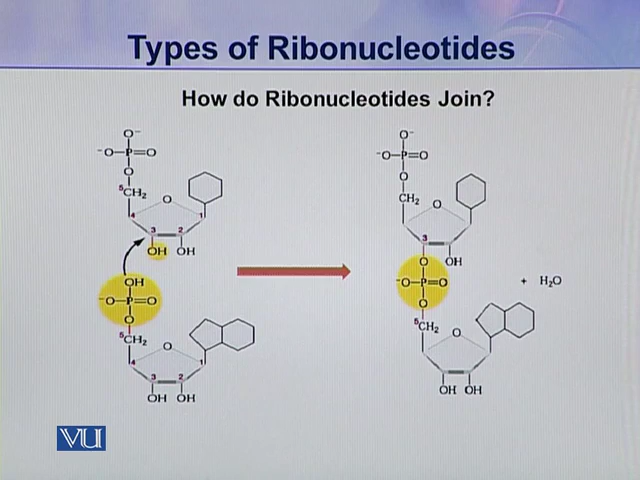 Types of Ribonucleotides
How do Ribonucleotides Join?
O⁻
⁻O–P=O
O
⁵CH₂
O
4
1
3
2
OH
OH
OH
⁻O–P=O
O
⁵CH₂
O
4
1
3
2
OH
OH
O⁻
⁻O–P=O
O
CH₂
O
3
O
OH
⁻O–P=O
O
⁵CH₂
O
OH
OH
+ H₂O
VU